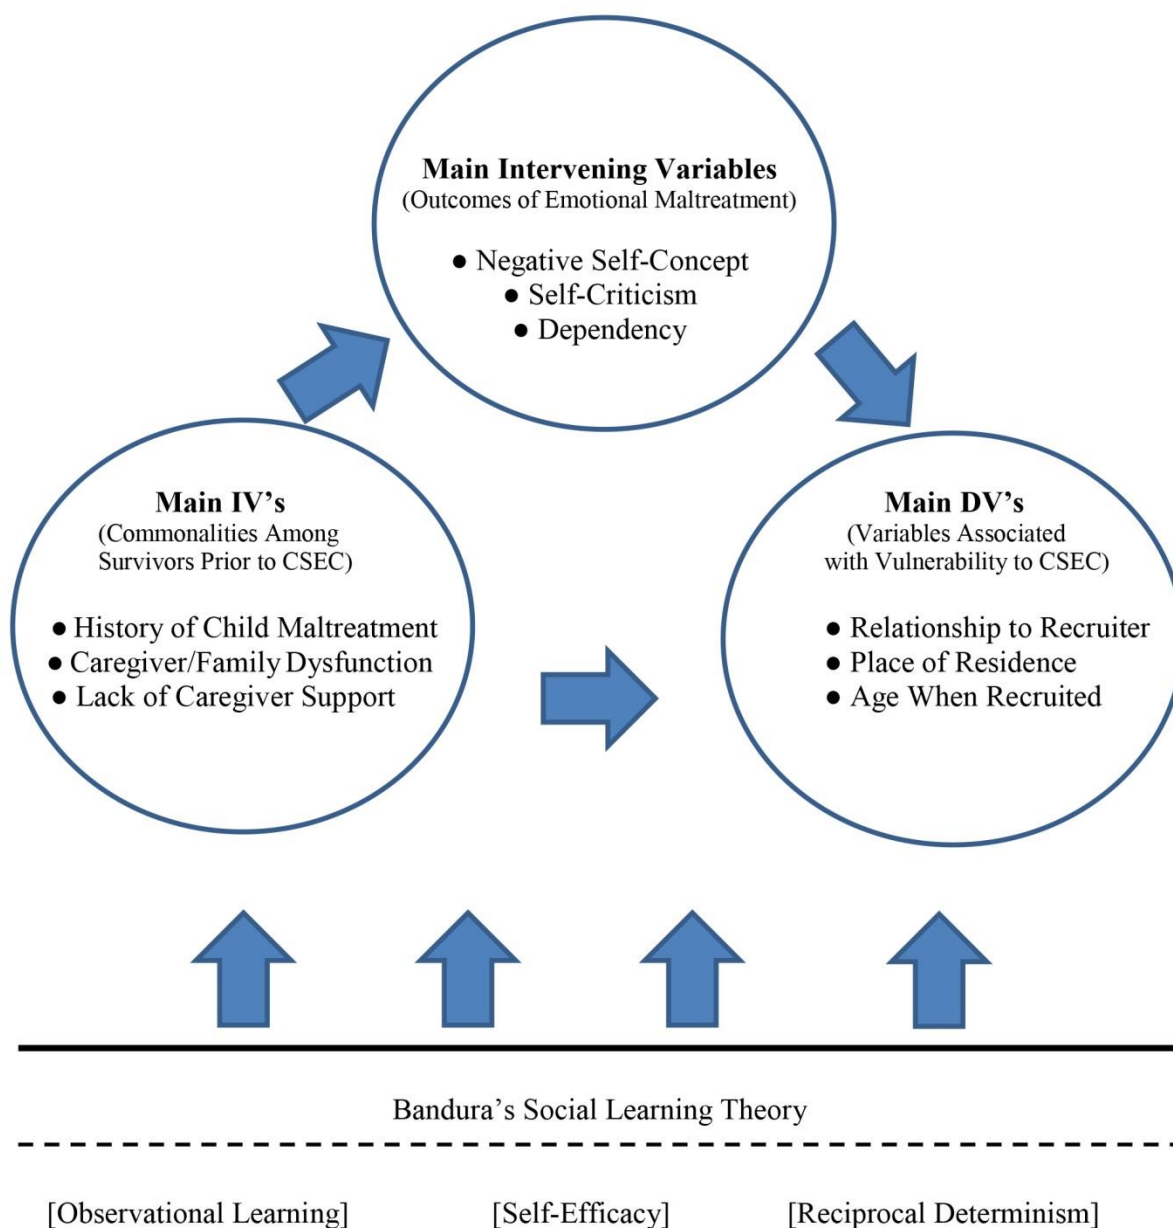 Main Intervening Variables
(Outcomes of Emotional Maltreatment)
● Negative Self-Concept
● Self-Criticism
● Dependency
Main IV’s
(Commonalities Among
Survivors Prior to CSEC)
● History of Child Maltreatment
● Caregiver/Family Dysfunction
● Lack of Caregiver Support
Main DV’s
(Variables Associated
with Vulnerability to CSEC)
● Relationship to Recruiter
● Place of Residence
● Age When Recruited
Bandura’s Social Learning Theory
[Observational Learning] [Self-Efficacy] [Reciprocal Determinism]